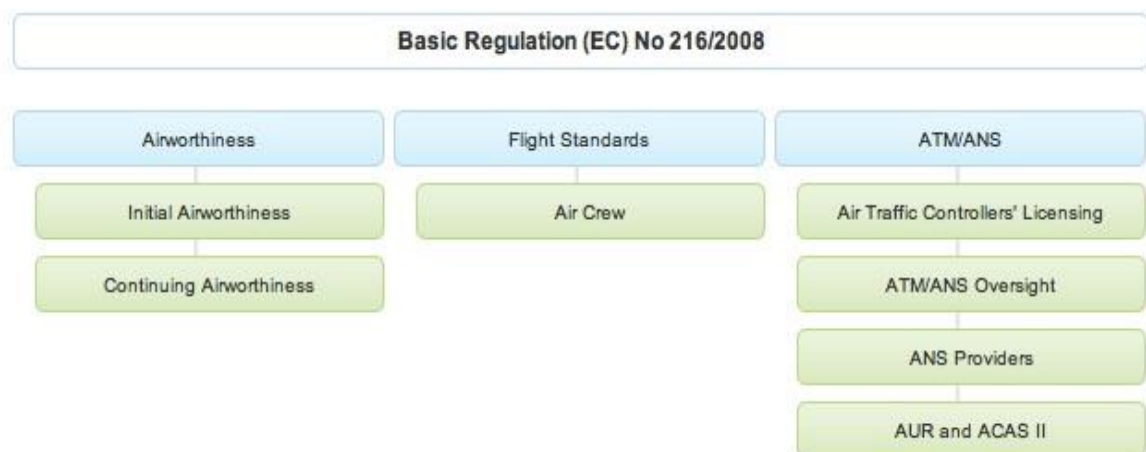 Basic Regulation (EC) No 216/2008
Airworthiness
Initial Airworthiness
Continuing Airworthiness
Flight Standards
Air Crew
ATM/ANS
Air Traffic Controllers' Licensing
ATM/ANS Oversight
ANS Providers
AUR and ACAS II